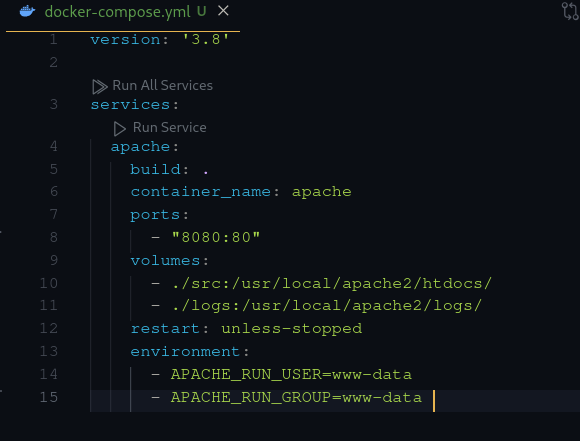 docker-compose.yml U
1 version: '3.8'
2
Run All Services
3 services:
Run Service
4 apache:
5 build: .
6 container_name: apache
7 ports:
8 - "8080:80"
9 volumes:
10 - ./src:/usr/local/apache2/htdocs/
11 - ./logs:/usr/local/apache2/logs/
12 restart: unless-stopped
13 environment:
14 - APACHE_RUN_USER=www-data
15 - APACHE_RUN_GROUP=www-data